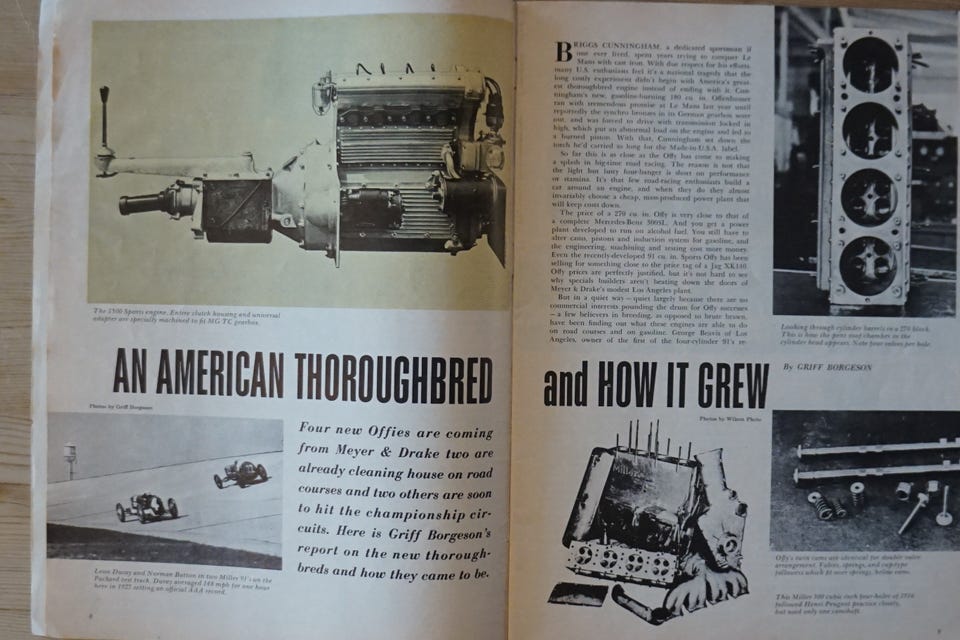 The 1500 Sports engine. Entire clutch housing and universal
adapter are specially machined to fit MG-TC gearbox.
AN AMERICAN THOROUGHBRED
Photos by Griff Borgeson
Four new Offies are coming
from Meyer & Drake two are
already cleaning house on road
courses and two others are soon
to hit the championship cir-
cuits. Here is Griff Borgeson's
report on the new thorough-
breds and how they came to be.
Leon Duray and Norman Batten in two Miller 91's on the
Packard test track. Duray averaged 148 mph for one hour
here in 1927 setting an official AAA record.
BRIGGS CUNNINGHAM, a dedicated sportsman if
one ever lived, spent years trying to conquer Le
Mans with cast iron. With due respect for his efforts,
many U.S. enthusiasts feel it's a national tragedy that the
long costly experiment didn't begin with America's great-
est thoroughbred engine instead of ending with it. Cun-
ningham's new, gasoline-burning 180 cu. in. Offenhauser
ran with tremendous promise at Le Mans last year until
reportedly the synchro bronzes in its German gearbox wore
out, and was forced to drive with transmission locked in
high, which put an abnormal load on the engine and led to
a burned piston. With that, Cunningham set down the
torch he'd carried so long for the Made-in-U.S.A. label.
So far this is as close as the Offy has come to making
a splash in big-time road racing. The reason is not that
the light but lusty four-banger is short on performance
or stamina. It's that few road-racing enthusiasts build a
car around an engine, and when they do they almost
invariably choose a cheap, mass-produced power plant that
will keep cost down.
The price of a 270 cu. in. Offy is very close to that of
a complete Mercedes-Benz 300SL. And you get a power
plant developed to run on alcohol fuel. You still have to
alter cams, pistons and induction system for gasoline, and
the engineering, machining and testing cost more money.
Even the recently-developed 91 cu. in. Sports Offy has been
selling for something close to the price tag of a Jag XK140.
Offy prices are perfectly justified, but it's not hard to see
why specials builders aren't beating down the doors of
Meyer & Drake's modest Los Angeles plant.
But in a quiet was – quiet largely because there are no
commercial interests pounding the drum for Offy successes
– a few believers in breeding, as opposed to brute brawn,
have been finding out what these engines are able to do
on road courses and on gasoline. George Beavis of Los
Angeles, owner of the first of the four-cylinder 91's re-
Looking through cylinder barrels in a 270 block.
This is how the pent roof chamber in the
cylinder head appears. Note four valves per hole.
and HOW IT GREW
By GRIFF BORGESON
Photos by Wilson Photo
Miller
Offy's twin cams are identical for double outer
arrangement. Valves, springs, and cup-type
followers which fit over springs, below cams.
This Miller 300 cubic inch four-holer of 1916
followed Henri Peugeot practice closely,
but used only one camshaft.